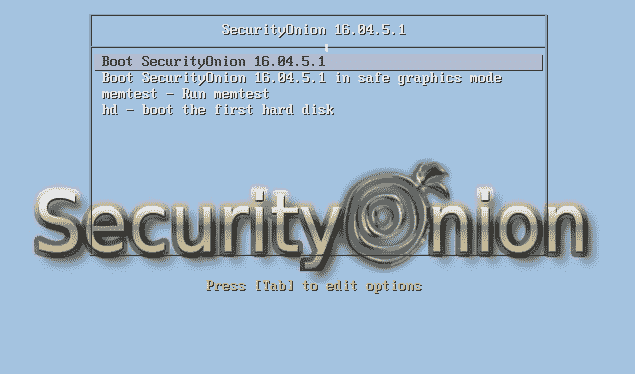 SecurityOnion 16.04.5.1
Boot SecurityOnion 16.04.5.1
Boot SecurityOnion 16.04.5.1 in safe graphics mode
memtest - Run memtest
hd - boot the first hard disk
SecurityOnion
Press [Tab] to edit options